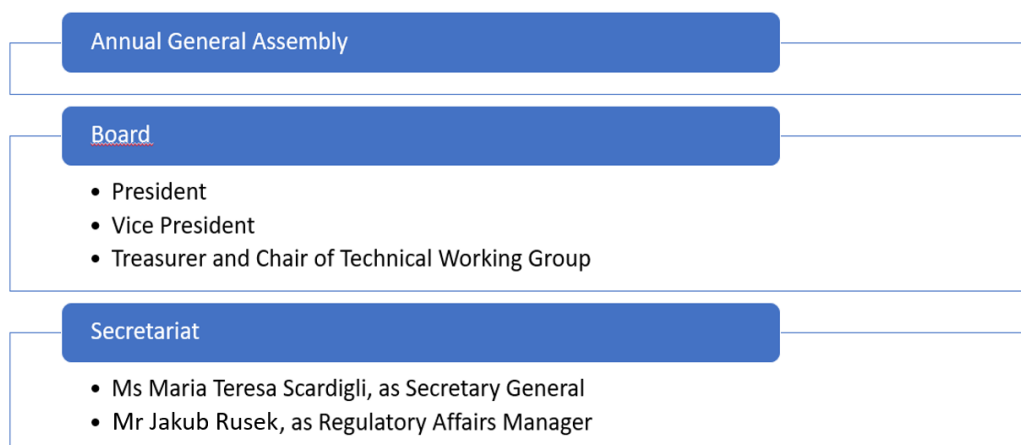 Annual General Assembly
Board
• President
• Vice President
• Treasurer and Chair of Technical Working Group
Secretariat
• Ms Maria Teresa Scardigli, as Secretary General
• Mr Jakub Rusek, as Regulatory Affairs Manager